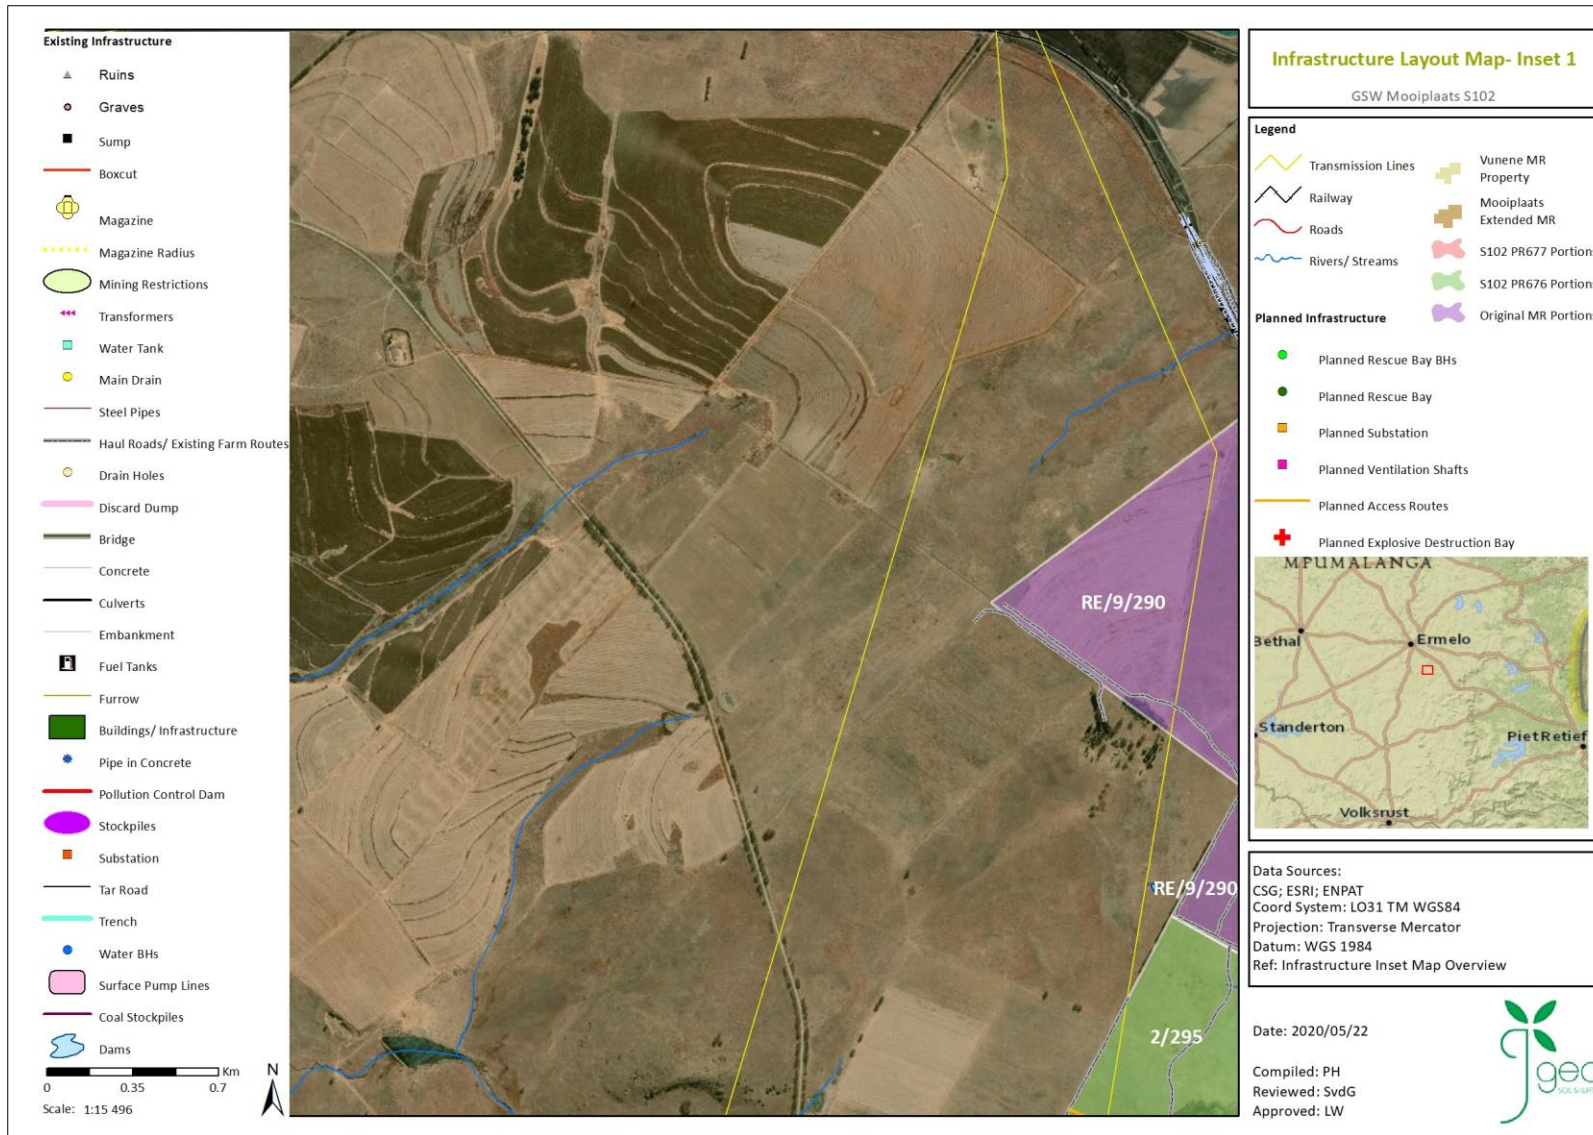 Existing Infrastructure
Ruins
Graves
Sump
Boxcut
Magazine
Magazine Radius
Mining Restrictions
Transformers
Water Tank
Main Drain
Steel Pipes
Haul Roads/ Existing Farm Routes
Drain Holes
Discard Dump
Bridge
Concrete
Culverts
Embankment
Fuel Tanks
Furrow
Buildings/ Infrastructure
Pipe in Concrete
Pollution Control Dam
Stockpiles
Substation
Tar Road
Trench
Water BHs
Surface Pump Lines
Coal Stockpiles
Dams
Km
0 0.35 0.7
Scale: 1:15 496
N
RE/9/290
RE/9/290
2/295
Infrastructure Layout Map- Inset 1
GSW Mooiplaats S102
Legend
Transmission Lines
Railway
Roads
Rivers/ Streams
Vunene MR
Property
Mooiplaats
Extended MR
S102 PR677 Portions
S102 PR676 Portions
Original MR Portions
Planned Infrastructure
Planned Rescue Bay BHs
Planned Rescue Bay
Planned Substation
Planned Ventilation Shafts
Planned Access Routes
Planned Explosive Destruction Bay
MPUMALANGA
Bethal
Ermelo
Standerton
Piet Retief
Volksrust
Data Sources:
CSG; ESRI; ENPAT
Coord System: LO31 TM WGS84
Projection: Transverse Mercator
Datum: WGS 1984
Ref: Infrastructure Inset Map Overview
Date: 2020/05/22
Compiled: PH
Reviewed: SvdG
Approved: LW